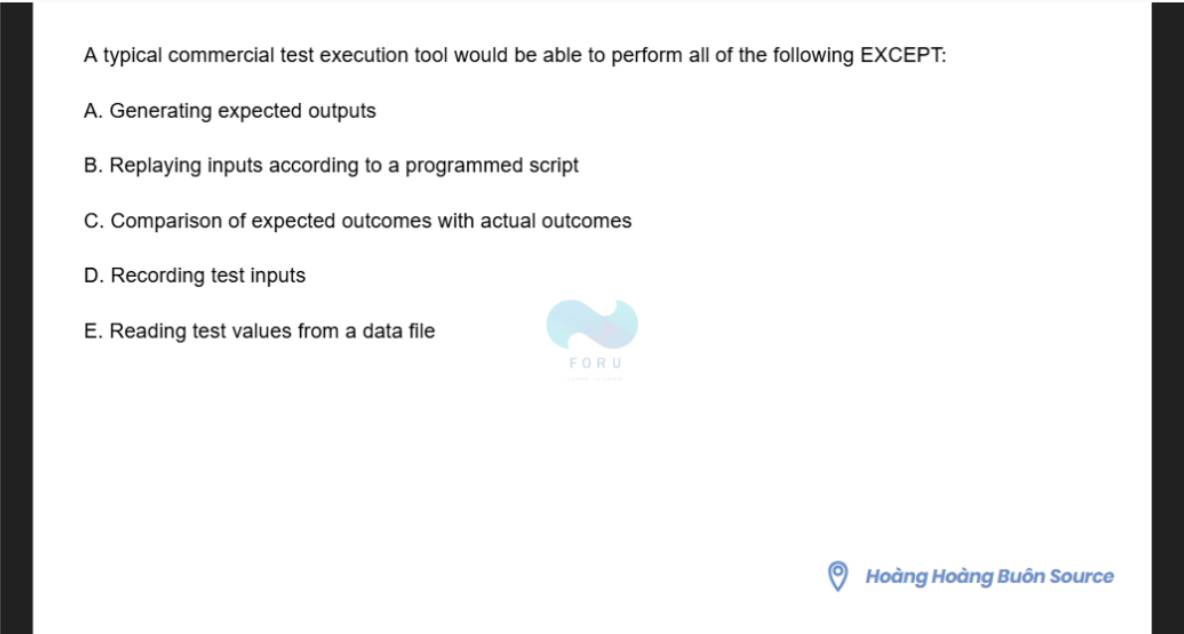 A typical commercial test execution tool would be able to perform all of the following EXCEPT:
A. Generating expected outputs
B. Replaying inputs according to a programmed script
C. Comparison of expected outcomes with actual outcomes
D. Recording test inputs
E. Reading test values from a data file
FORU
Hoàng Hoàng Buôn Source